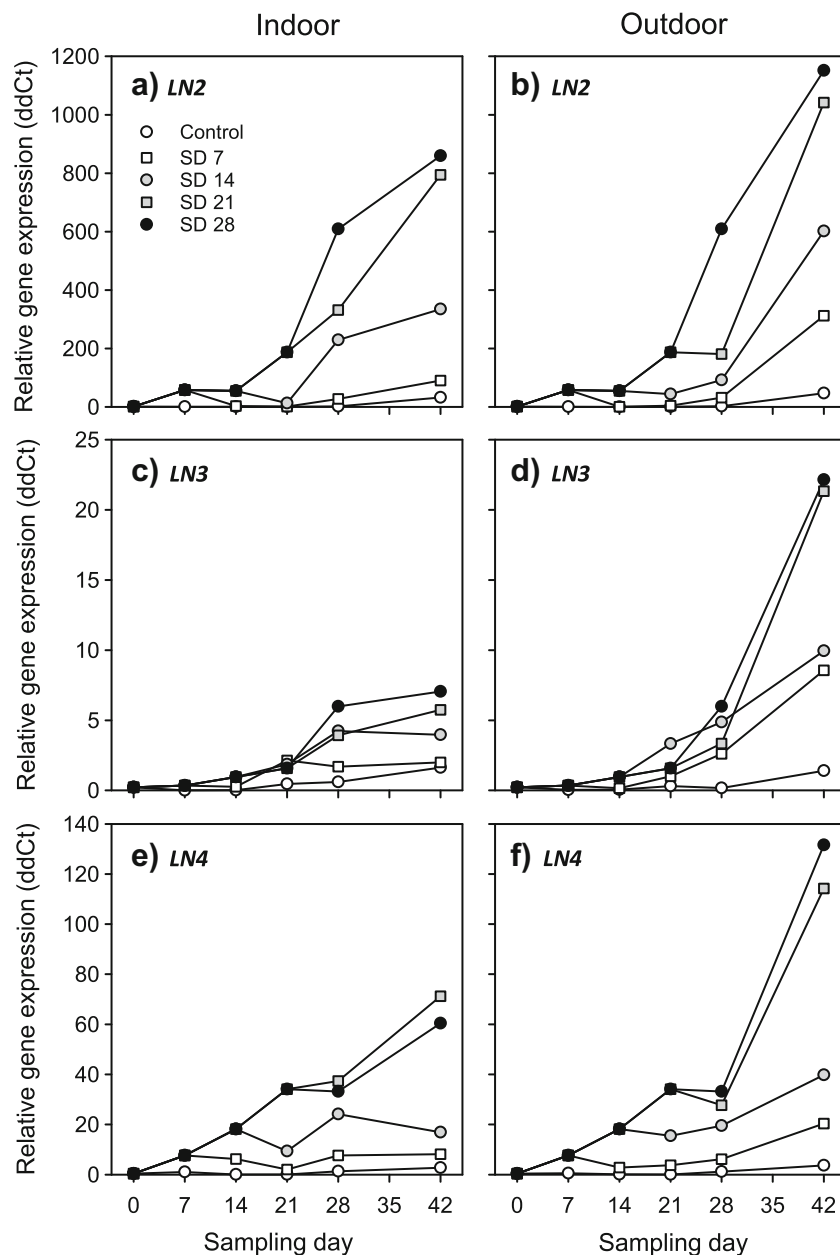 Indoor
Outdoor
Relative gene expression (ddCt)
1200
1000
800
600
400
200
0
a) LN2
Control
SD 7
SD 14
SD 21
SD 28
b) LN2
Relative gene expression (ddCt)
25
20
15
10
5
0
c) LN3
d) LN3
Relative gene expression (ddCt)
140
120
100
80
60
40
20
0
e) LN4
f) LN4
0 7 14 21 28 35 42
0 7 14 21 28 35 42
Sampling day
Sampling day